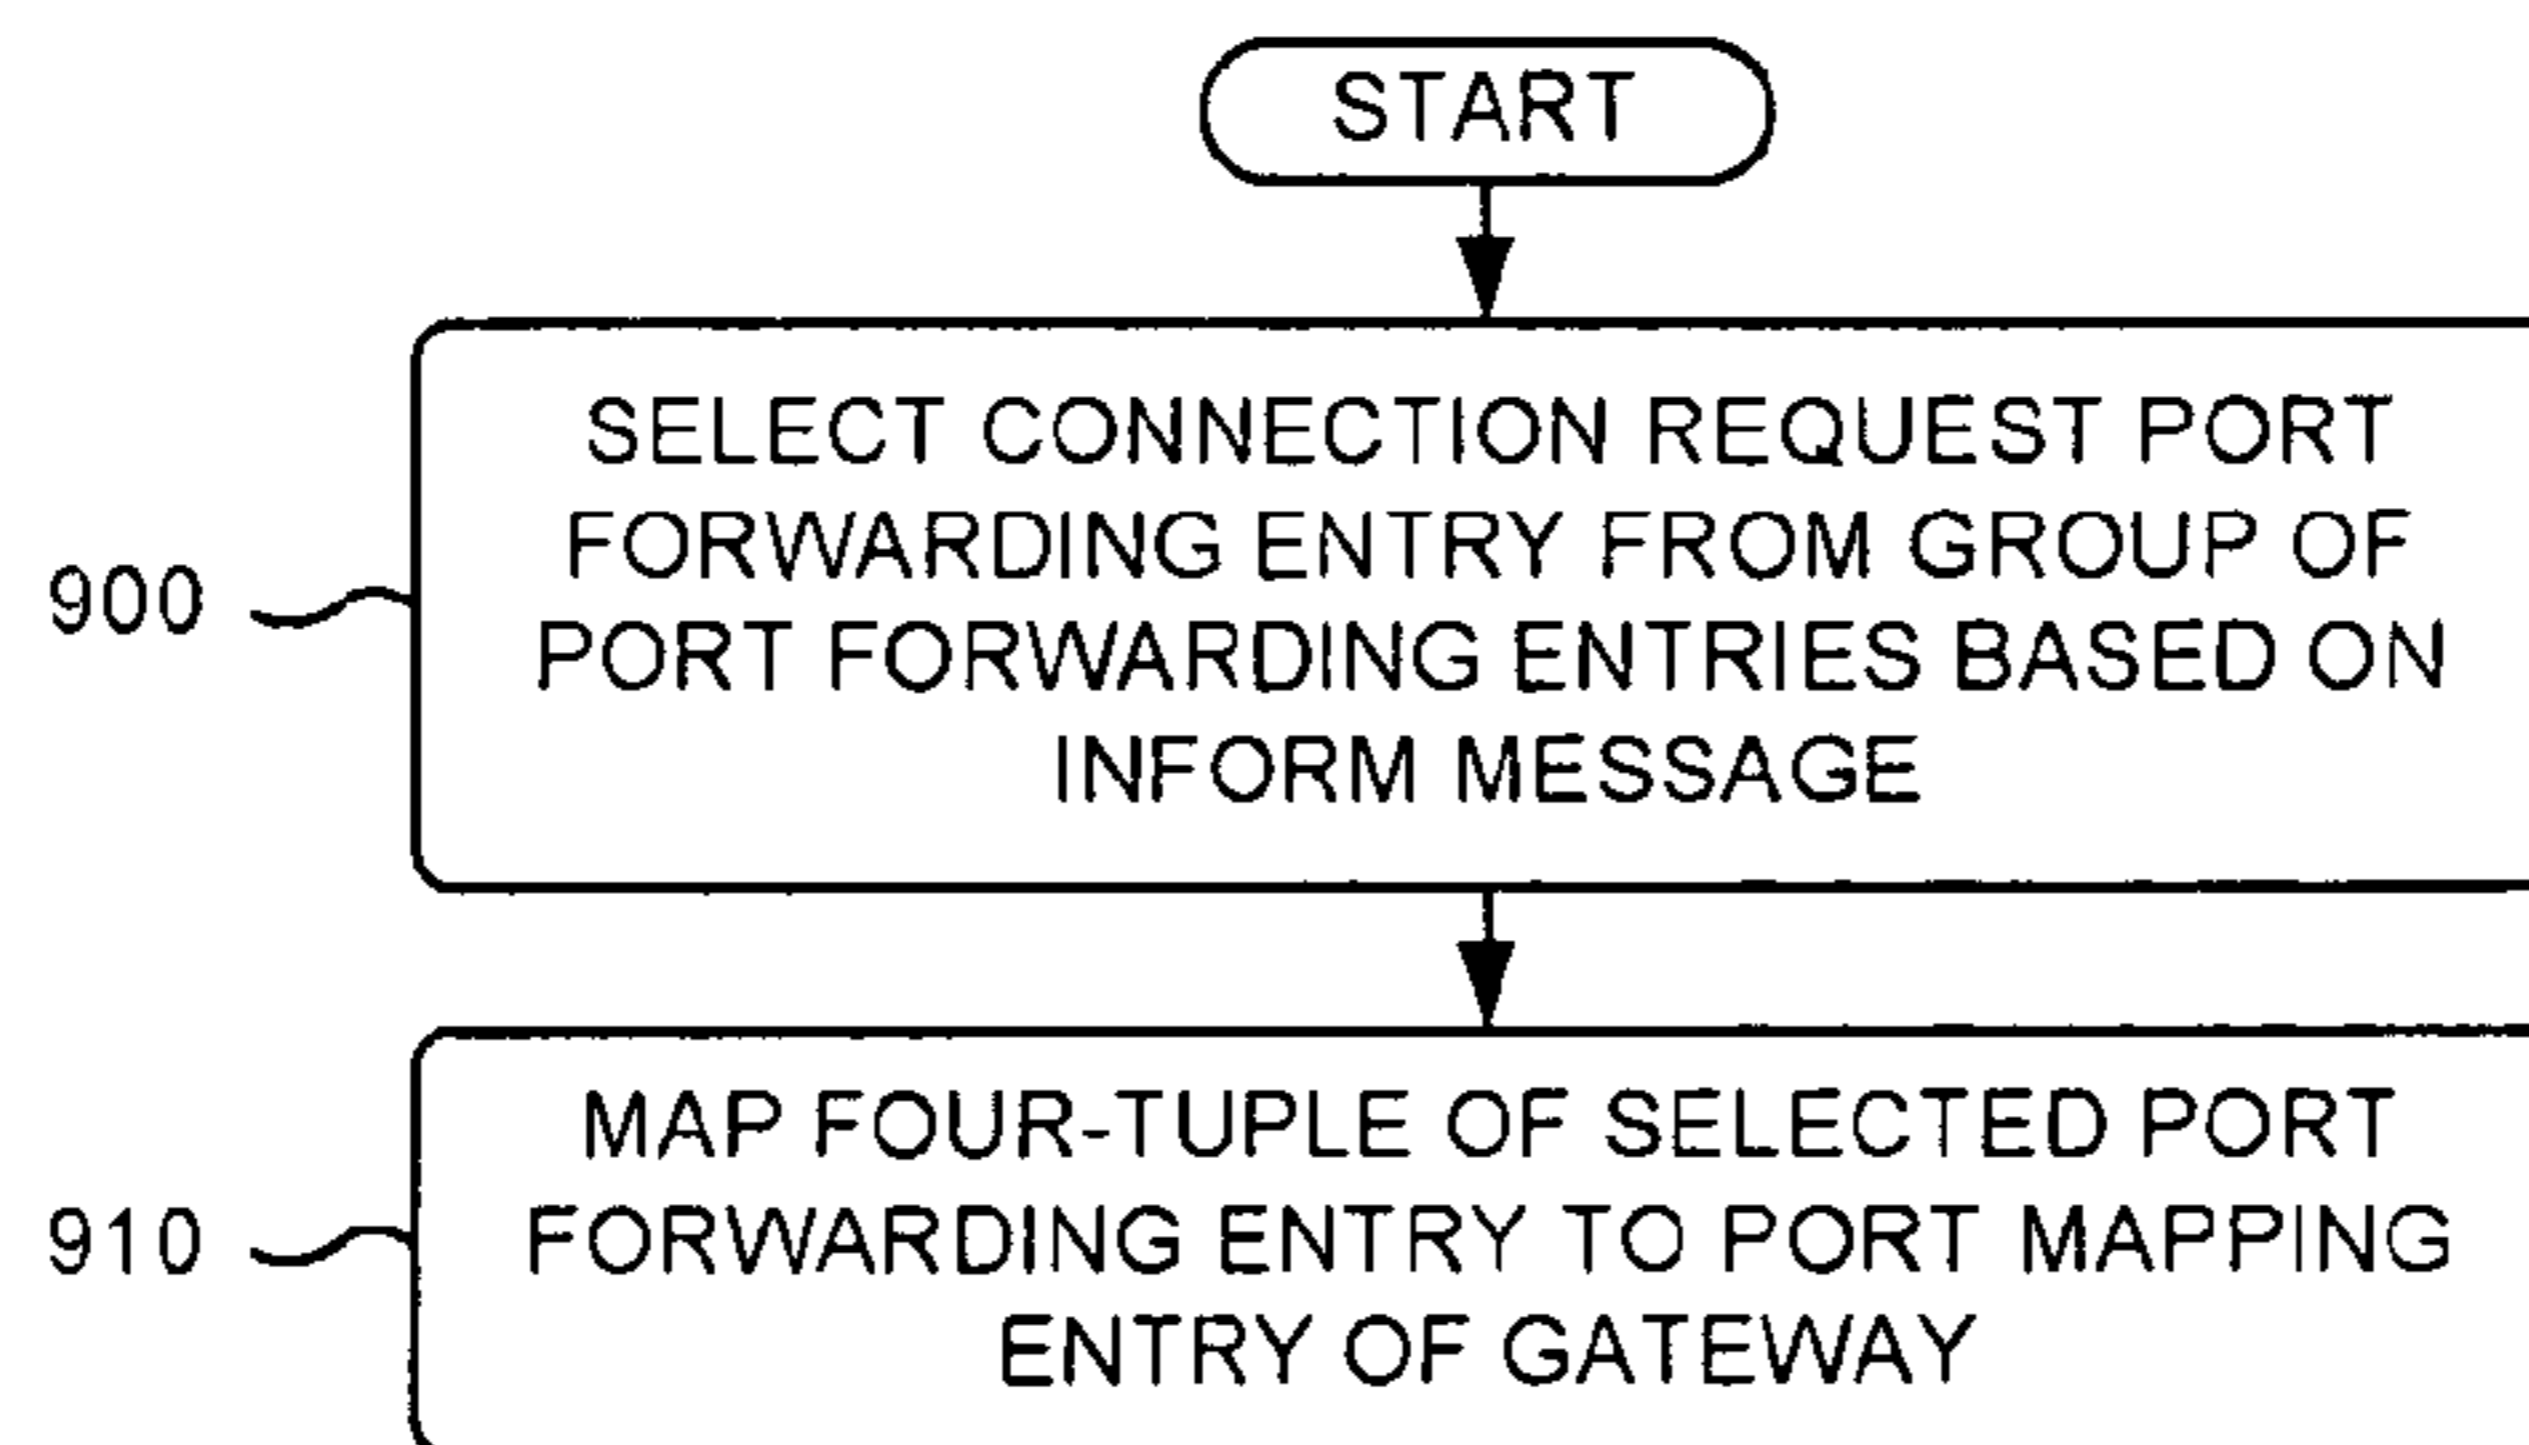 START
SELECT CONNECTION REQUEST PORT
FORWARDING ENTRY FROM GROUP OF
PORT FORWARDING ENTRIES BASED ON
INFORM MESSAGE
900
MAP FOUR-TUPLE OF SELECTED PORT
FORWARDING ENTRY TO PORT MAPPING
ENTRY OF GATEWAY
910